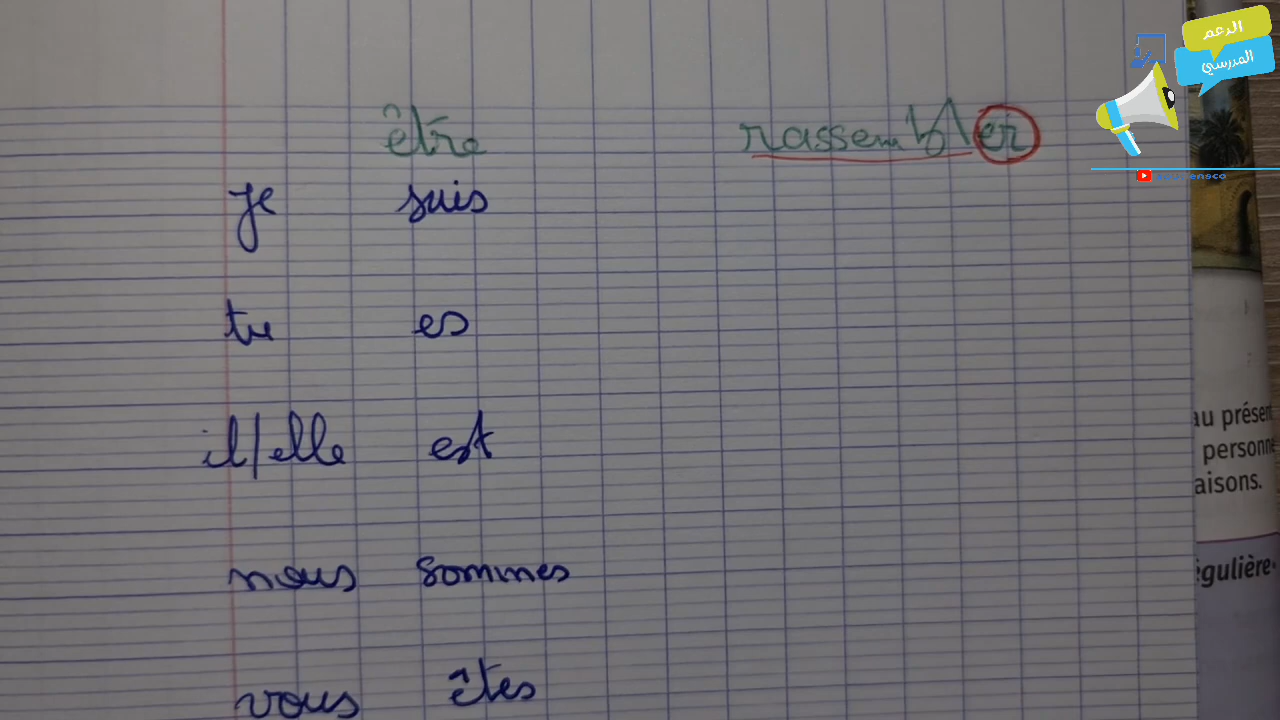 être rassembler
je suis
tu es
il/elle est
nous sommes
vous êtes
الدعم
المدرسي
au présent
personne
aisons.
égulière